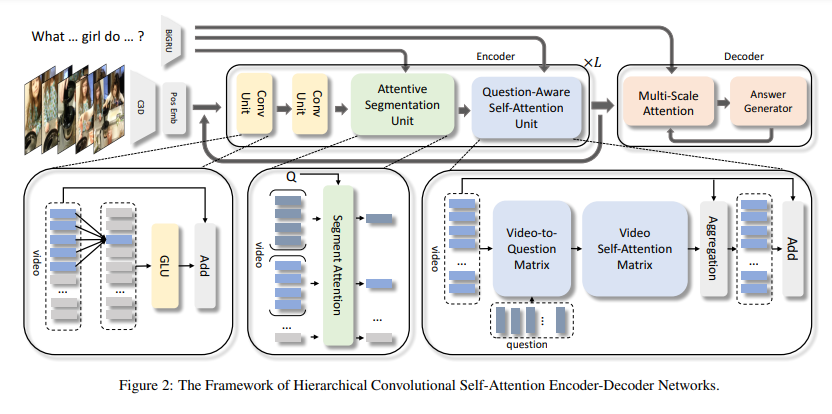 What ... girl do ... ?
BiGRU
C3D
Pos Emb
Encoder
×L
Conv
Unit
Conv
Unit
Attentive
Segmentation
Unit
Question-Aware
Self-Attention
Unit
Decoder
Multi-Scale
Attention
Answer
Generator
video
...
...
GLU
Add
Q
video
...
Segment Attention
...
video
...
Video-to-
Question
Matrix
...
question
Video
Self-Attention
Matrix
Aggregation
...
Add
Figure 2: The Framework of Hierarchical Convolutional Self-Attention Encoder-Decoder Networks.